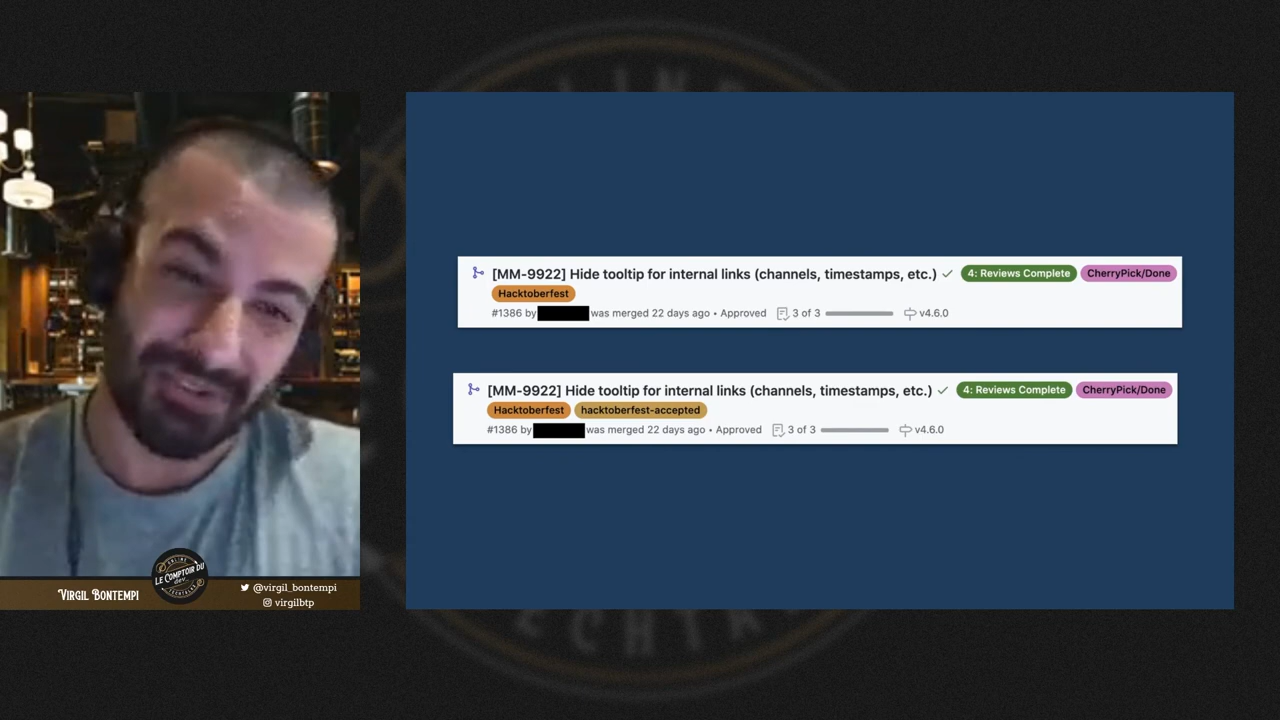 [MM-9922] Hide tooltip for internal links (channels, timestamps, etc.) 4: Reviews Complete CherryPick/Done
Hacktoberfest
#1386 by was merged 22 days ago • Approved 3 of 3 v4.6.0
[MM-9922] Hide tooltip for internal links (channels, timestamps, etc.) 4: Reviews Complete CherryPick/Done
Hacktoberfest hacktoberfest-accepted
#1386 by was merged 22 days ago • Approved 3 of 3 v4.6.0
ONLINE
LE COMPTOIR DU
dev
TECHTALKS
VIRGIL BONTEMPI
@virgil_bontempi
virgilbtp